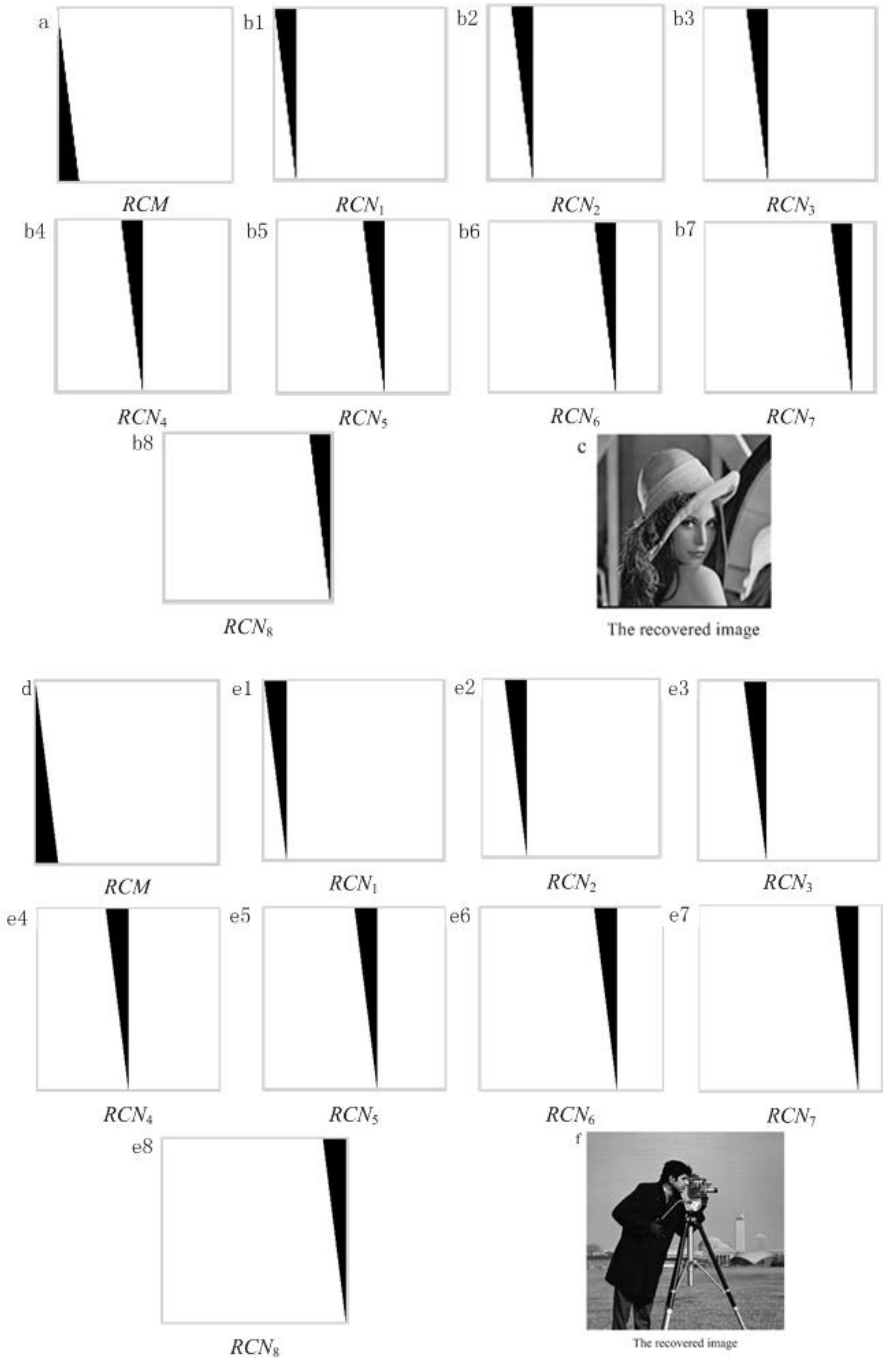 a b1 b2 b3
RCM RCN₁ RCN₂ RCN₃
b4 b5 b6 b7
RCN₄ RCN₅ RCN₆ RCN₇
b8 c
RCN₈ The recovered image
d e1 e2 e3
RCM RCN₁ RCN₂ RCN₃
e4 e5 e6 e7
RCN₄ RCN₅ RCN₆ RCN₇
e8 f
RCN₈ The recovered image